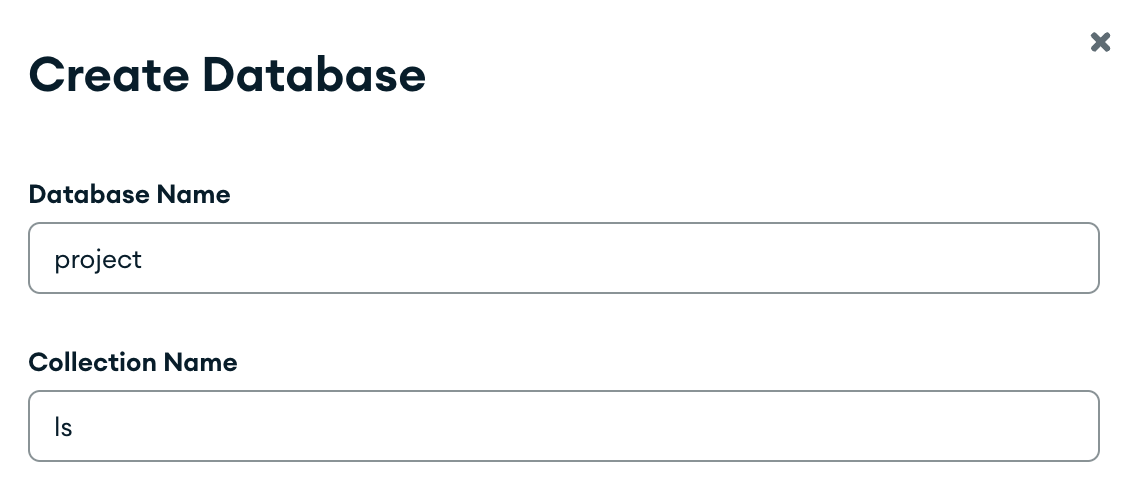 Create Database
Database Name
project
Collection Name
ls